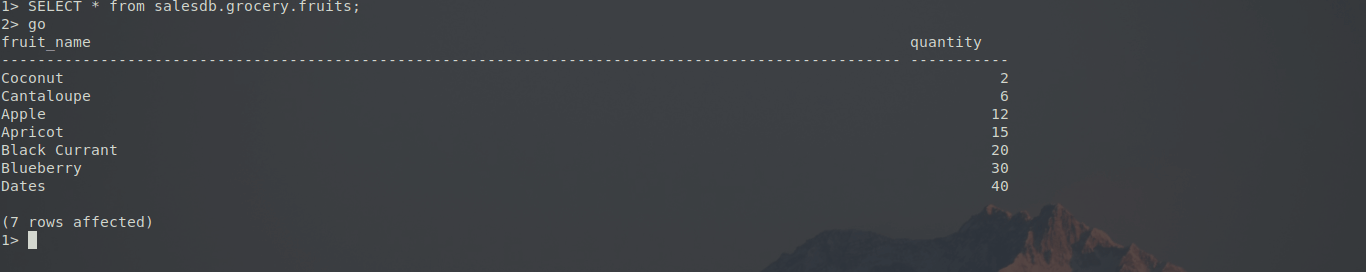 1> SELECT * from salesdb.grocery.fruits;
2> go
fruit_name                                                                                           quantity
---------------------------------------------------------------------------------------------------- -----------
Coconut                                                                                                        2
Cantaloupe                                                                                                     6
Apple                                                                                                         12
Apricot                                                                                                       15
Black Currant                                                                                                 20
Blueberry                                                                                                     30
Dates                                                                                                         40

(7 rows affected)
1>